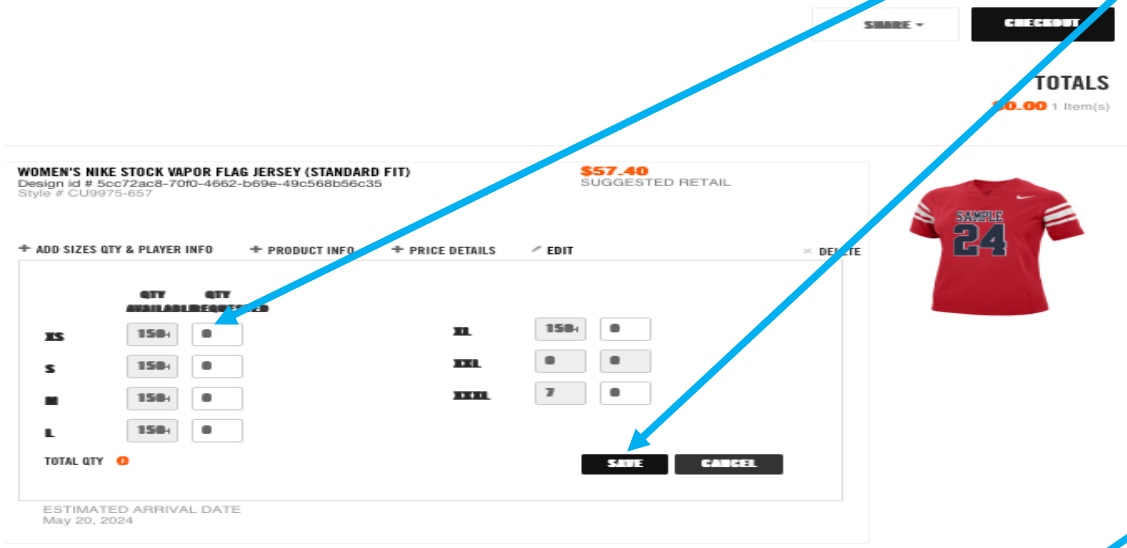 SHARE CHECKOUT
TOTALS
$0.00 1 Item(s)
WOMEN'S NIKE STOCK VAPOR FLAG JERSEY (STANDARD FIT)
Design id # 5cc72ac8-70f0-4662-b69e-49c568b56c35
Style # CU9975-657
$57.40
SUGGESTED RETAIL
SAMPLE
24
+ ADD SIZES QTY & PLAYER INFO + PRODUCT INFO + PRICE DETAILS EDIT × DELETE
QTY QTY
AVAILABLE REQUESTED
XS 150+ 0 XL 150+ 0
S 150+ 0 XXL 0 0
M 150+ 0 XXXL 7 0
L 150+ 0
TOTAL QTY 0 SAVE CANCEL
ESTIMATED ARRIVAL DATE
May 20, 2024